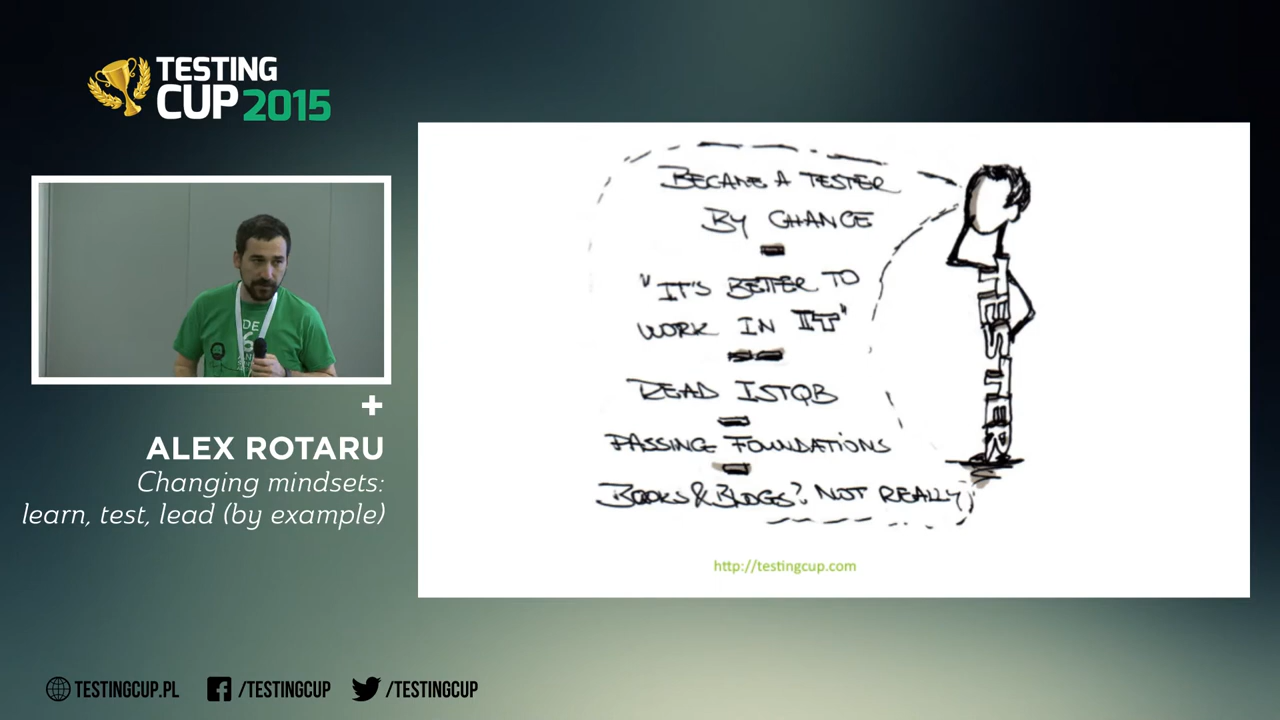 TESTING
CUP 2015
ALEX ROTARU
Changing mindsets:
learn, test, lead (by example)
BECAME A TESTER
BY CHANCE
"IT'S BETTER TO
WORK IN IT"
READ ISTQB
PASSING FOUNDATIONS
BOOKS & BLOGS? NOT REALLY
TESTER
http://testingcup.com
TESTINGCUP.PL
/TESTINGCUP
/TESTINGCUP